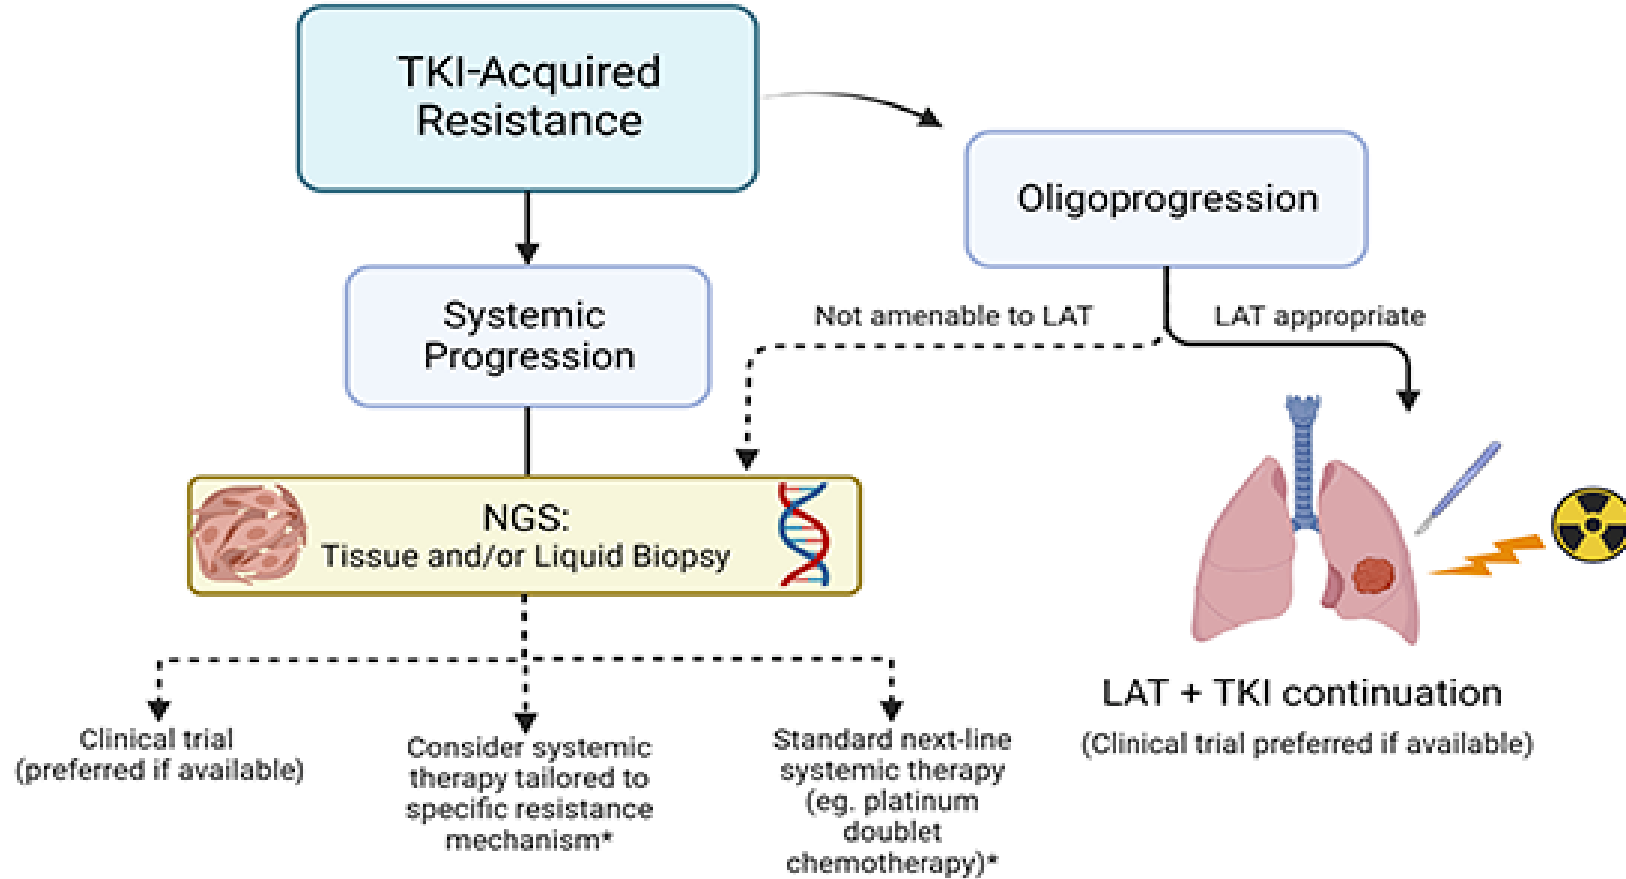 TKI-Acquired
Resistance
Oligoprogression
Systemic
Progression
Not amenable to LAT
LAT appropriate
NGS:
Tissue and/or Liquid Biopsy
Clinical trial
(preferred if available)
Consider systemic
therapy tailored to
specific resistance
mechanism*
Standard next-line
systemic therapy
(eg. platinum
doublet
chemotherapy)*
LAT + TKI continuation
(Clinical trial preferred if available)